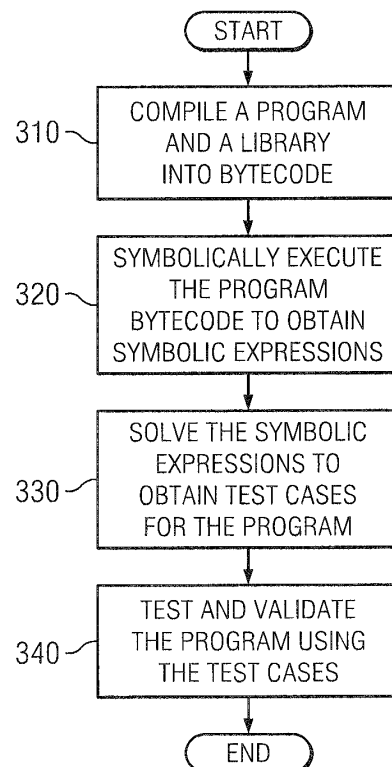 START
310
COMPILE A PROGRAM
AND A LIBRARY
INTO BYTECODE
320
SYMBOLICALLY EXECUTE
THE PROGRAM
BYTECODE TO OBTAIN
SYMBOLIC EXPRESSIONS
330
SOLVE THE SYMBOLIC
EXPRESSIONS TO
OBTAIN TEST CASES
FOR THE PROGRAM
340
TEST AND VALIDATE
THE PROGRAM USING
THE TEST CASES
END